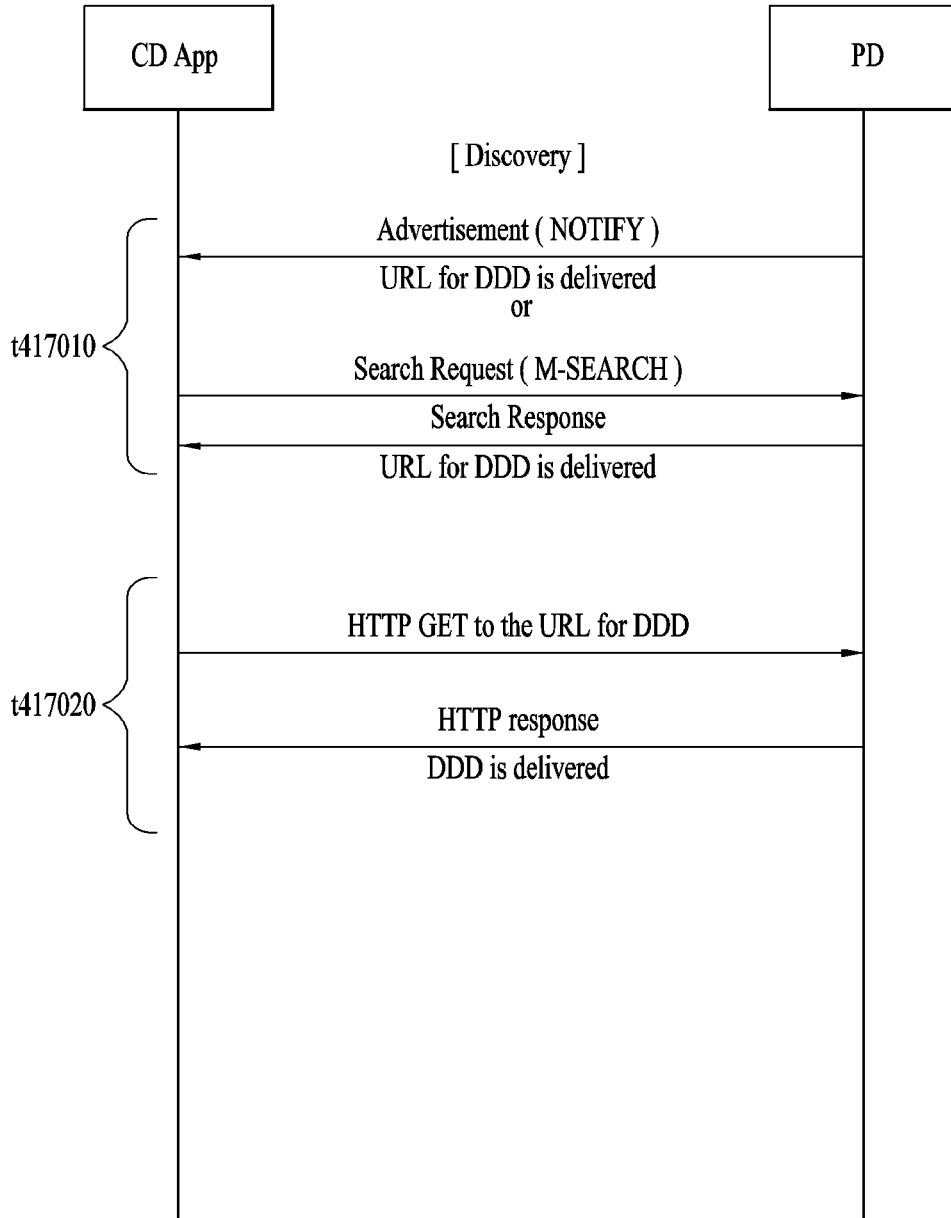 CD App
PD
[ Discovery ]
Advertisement ( NOTIFY )
URL for DDD is delivered
or
t417010
Search Request ( M-SEARCH )
Search Response
URL for DDD is delivered
HTTP GET to the URL for DDD
t417020
HTTP response
DDD is delivered